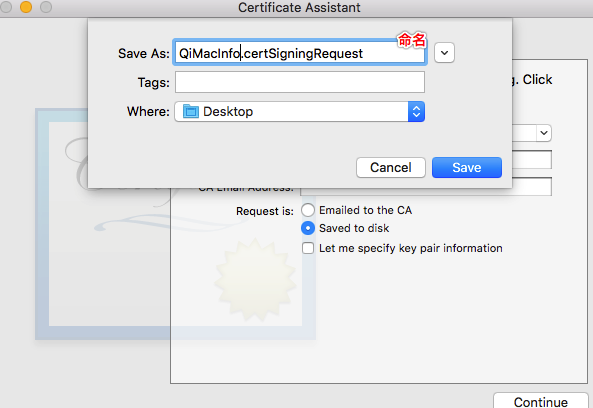 Certificate Assistant
命名
Save As: QiMacInfo.certSigningRequest
Tags:
Where: Desktop
Cancel Save
g. Click
CA Email Address:
Request is: Emailed to the CA
Saved to disk
Let me specify key pair information
Continue